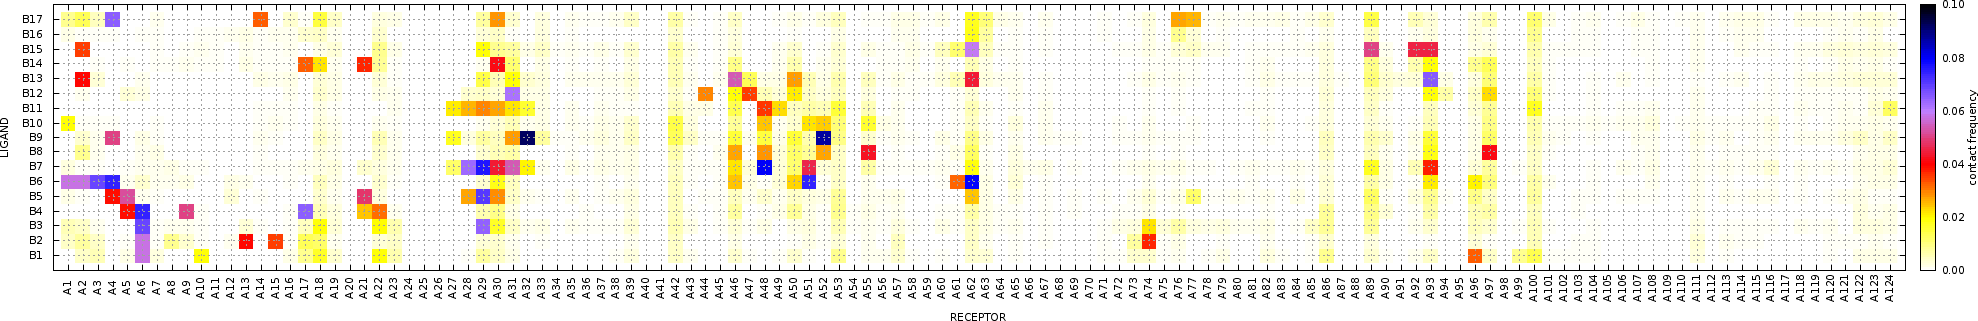 B17
B16
B15
B14
B13
B12
B11
B10
B9
B8
B7
B6
B5
B4
B3
B2
B1
LIGAND
A1 A2 A3 A4 A5 A6 A7 A8 A9 A10 A11 A12 A13 A14 A15 A16 A17 A18 A19 A20 A21 A22 A23 A24 A25 A26 A27 A28 A29 A30 A31 A32 A33 A34 A35 A36 A37 A38 A39 A40 A41 A42 A43 A44 A45 A46 A47 A48 A49 A50 A51 A52 A53 A54 A55 A56 A57 A58 A59 A60 A61 A62 A63 A64 A65 A66 A67 A68 A69 A70 A71 A72 A73 A74 A75 A76 A77 A78 A79 A80 A81 A82 A83 A84 A85 A86 A87 A88 A89 A90 A91 A92 A93 A94 A95 A96 A97 A98 A99 A100 A101 A102 A103 A104 A105 A106 A107 A108 A109 A110 A111 A112 A113 A114 A115 A116 A117 A118 A119 A120 A121 A122 A123 A124
RECEPTOR
0.10
0.08
0.06
0.04
0.02
0.00
contact frequency